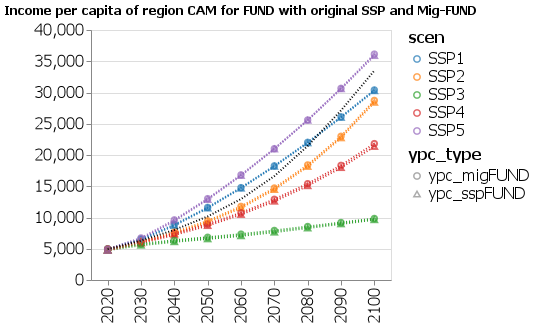 Income per capita of region CAM for FUND with original SSP and Mig-FUND
40,000
35,000
30,000
25,000
20,000
15,000
10,000
5,000
0
2020
2030
2040
2050
2060
2070
2080
2090
2100
scen
SSP1
SSP2
SSP3
SSP4
SSP5
ypc_type
ypc_migFUND
ypc_sspFUND